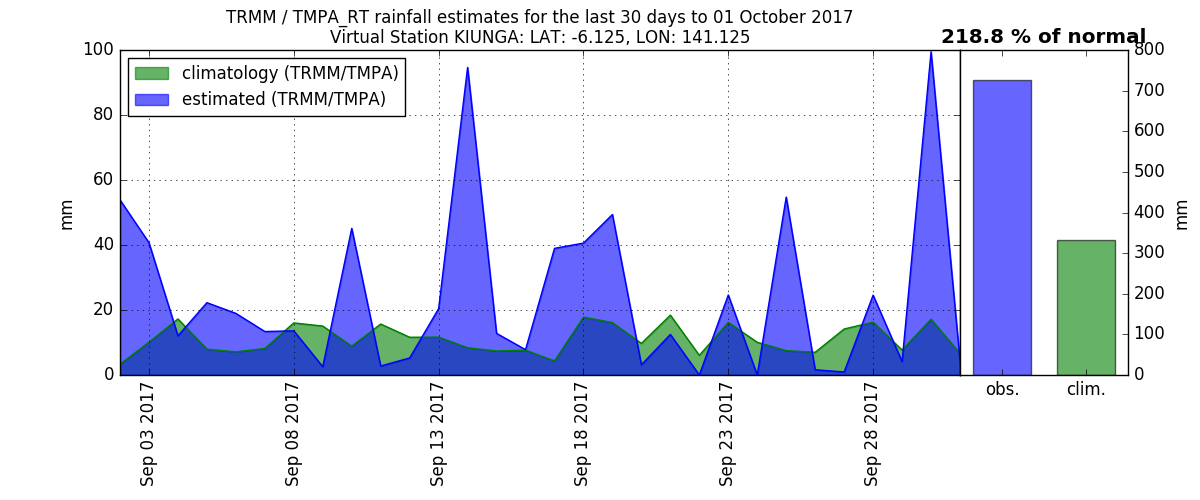 TRMM / TMPA_RT rainfall estimates for the last 30 days to 01 October 2017
Virtual Station KIUNGA: LAT: -6.125, LON: 141.125
218.8 % of normal
climatology (TRMM/TMPA)
estimated (TRMM/TMPA)
mm
100
80
60
40
20
0
Sep 03 2017
Sep 08 2017
Sep 13 2017
Sep 18 2017
Sep 23 2017
Sep 28 2017
obs.
clim.
800
700
600
500
400
300
200
100
0
mm